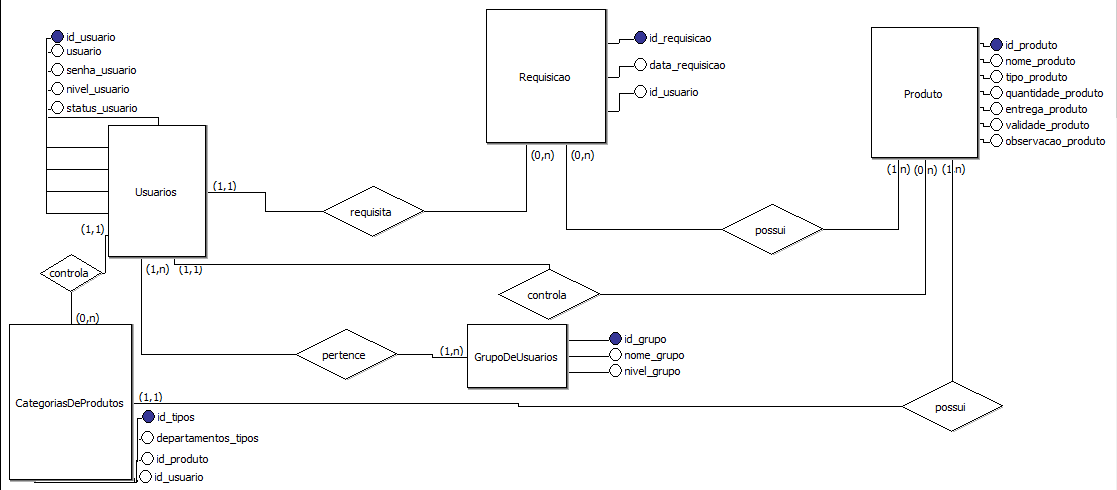 id_usuario
usuario
senha_usuario
nivel_usuario
status_usuario
Usuarios
(1,1)
(1,1)
(1,n)
(1,1)
requisita
Requisicao
id_requisicao
data_requisicao
id_usuario
(0,n)
(0,n)
Produto
id_produto
nome_produto
tipo_produto
quantidade_produto
entrega_produto
validade_produto
observacao_produto
(1,n)
(0,n)
(1,n)
possui
controla
(0,n)
controla
pertence
(1,n)
GrupoDeUsuarios
id_grupo
nome_grupo
nivel_grupo
CategoriasDeProdutos
(1,1)
id_tipos
departamentos_tipos
id_produto
id_usuario
possui